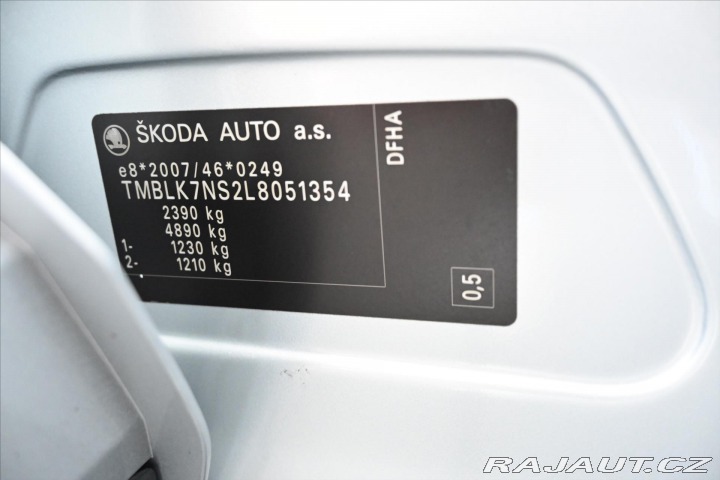 ŠKODA AUTO a.s.
e8*2007/46*0249
TMBLK7NS2L8051354
2390 kg
4890 kg
1- 1230 kg
2- 1210 kg
DFHA
0,5
RAJAUT.CZ